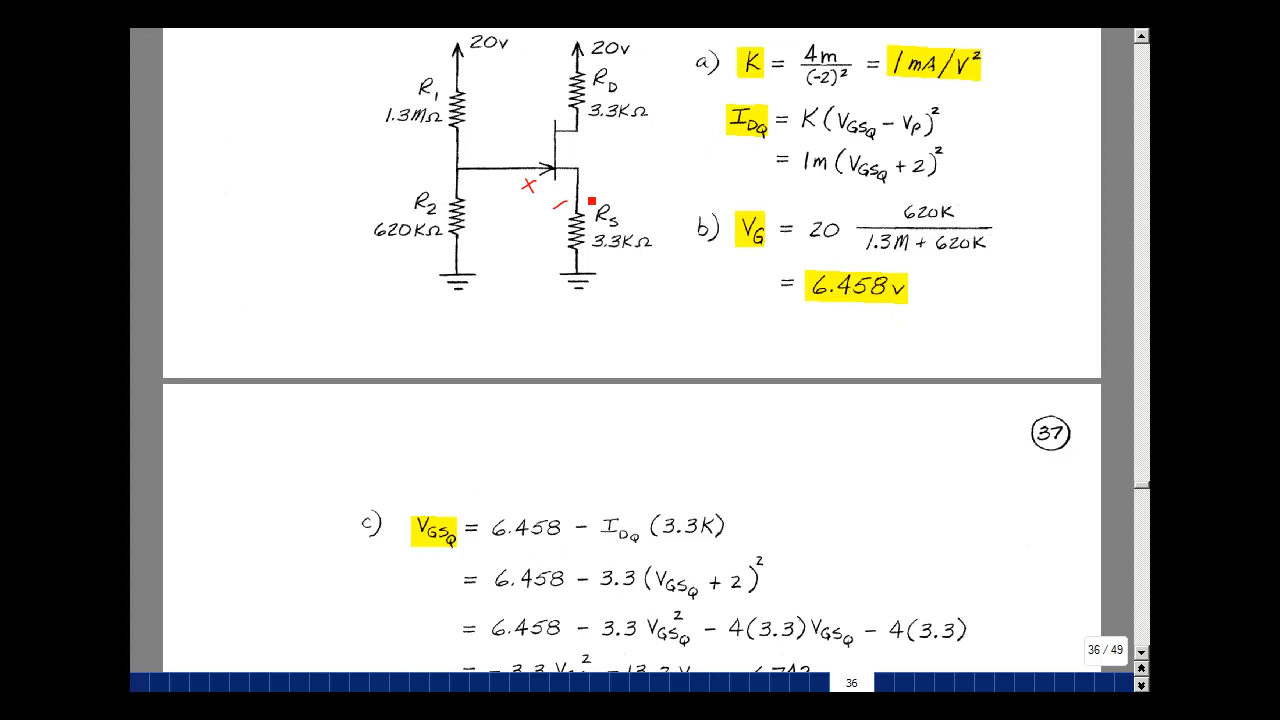 20v
20v
R1
1.3MΩ
RD
3.3KΩ
R2
620KΩ
RS
3.3KΩ
a) K = 4m / (-2)² = 1mA/V²
IDQ = K(VGSQ - VP)²
= 1m(VGSQ + 2)²
b) VG = 20 620K / 1.3M + 620K
= 6.458v
37
c) VGSQ = 6.458 - IDQ (3.3K)
= 6.458 - 3.3 (VGSQ + 2)²
= 6.458 - 3.3 VGSQ² - 4(3.3)VGSQ - 4(3.3)
36 / 49
36